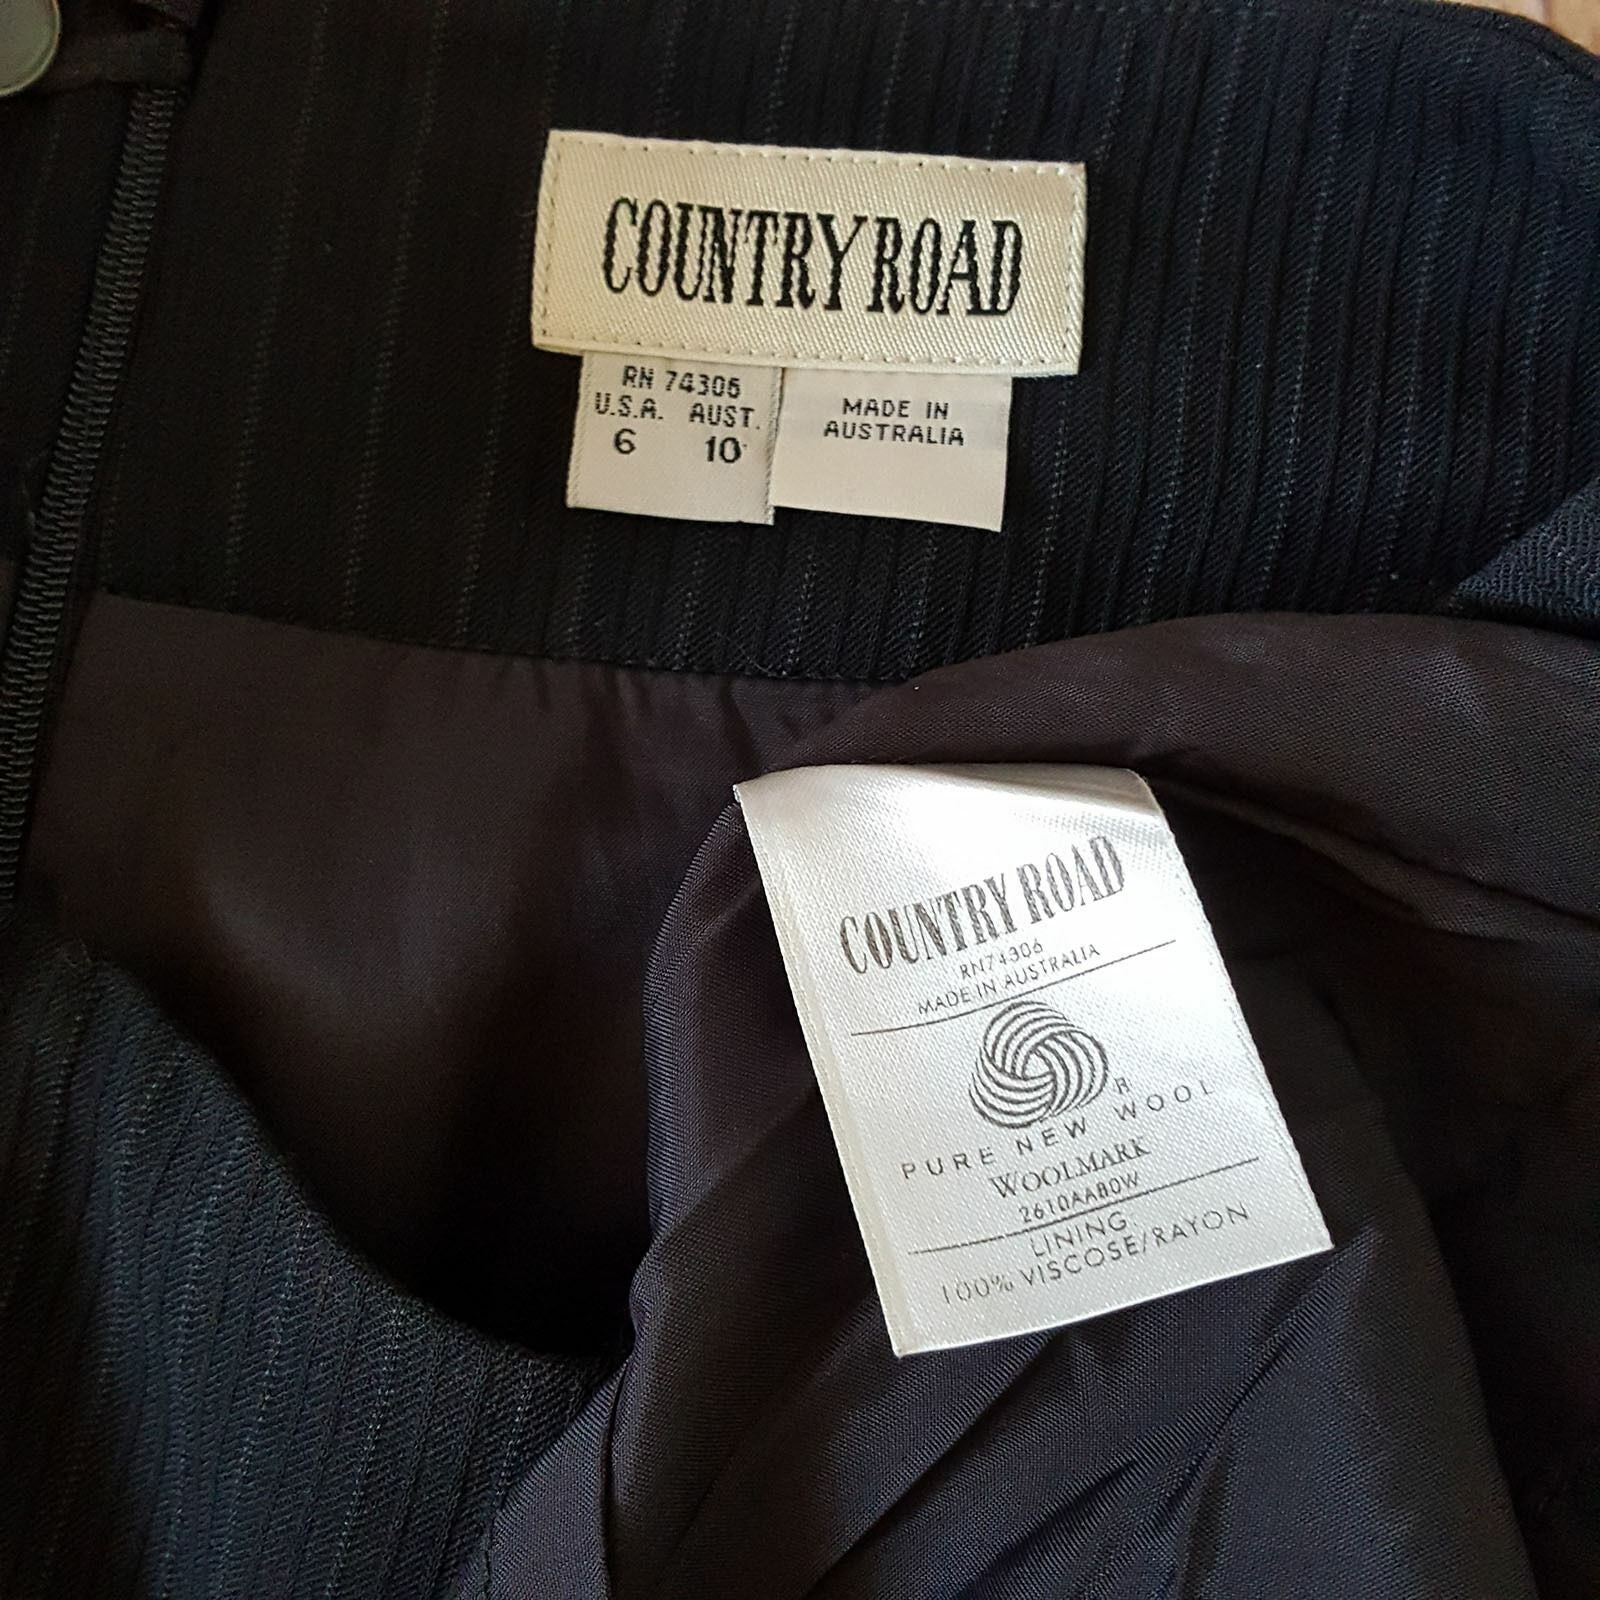 COUNTRY ROAD
RN 74306
U.S.A. AUST.
6 10
MADE IN
AUSTRALIA
COUNTRY ROAD
RN74306
MADE IN AUSTRALIA
R
PURE NEW WOOL
WOOLMARK
2610AAB0W
LINING:
100% VISCOSE/RAYON